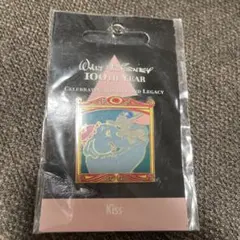 Walt Disney
100th Year
Celebrating
Legacy
Kiss